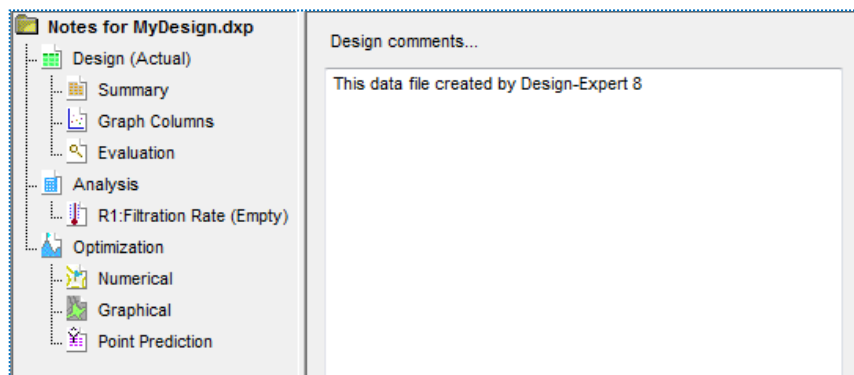 Notes for MyDesign.dxp
Design (Actual)
Summary
Graph Columns
Evaluation
Analysis
R1:Filtration Rate (Empty)
Optimization
Numerical
Graphical
Point Prediction
Design comments...
This data file created by Design-Expert 8